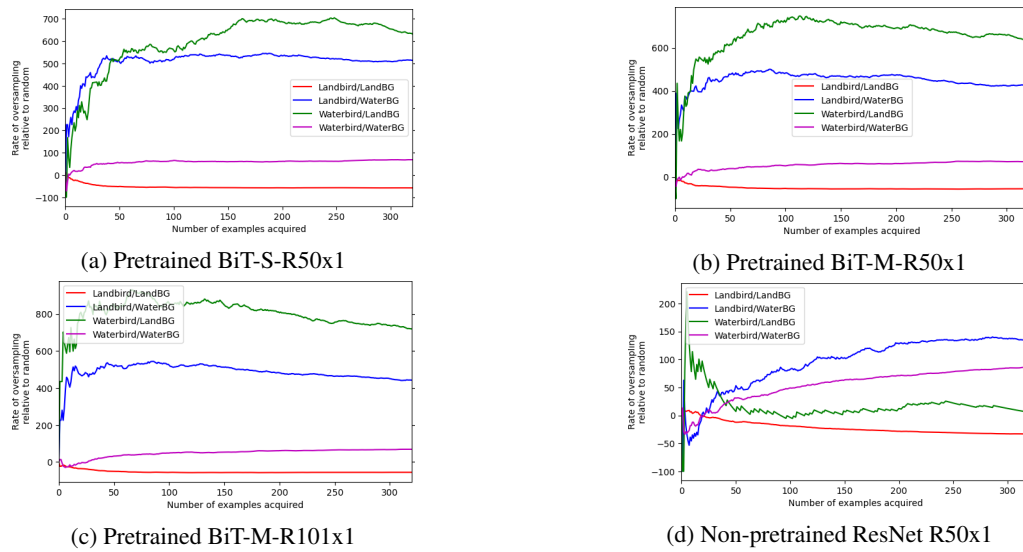 700
600
500
400
300
200
100
0
−100
Rate of oversampling
relative to random
Landbird/LandBG
Landbird/WaterBG
Waterbird/LandBG
Waterbird/WaterBG
0 50 100 150 200 250 300
Number of examples acquired
(a) Pretrained BiT-S-R50x1
600
400
200
0
Rate of oversampling
relative to random
Landbird/LandBG
Landbird/WaterBG
Waterbird/LandBG
Waterbird/WaterBG
0 50 100 150 200 250 300
Number of examples acquired
(b) Pretrained BiT-M-R50x1
800
600
400
200
0
Rate of oversampling
relative to random
Landbird/LandBG
Landbird/WaterBG
Waterbird/LandBG
Waterbird/WaterBG
0 50 100 150 200 250 300
Number of examples acquired
(c) Pretrained BiT-M-R101x1
200
150
100
50
0
−50
−100
Rate of oversampling
relative to random
Landbird/LandBG
Landbird/WaterBG
Waterbird/LandBG
Waterbird/WaterBG
0 50 100 150 200 250 300
Number of examples acquired
(d) Non-pretrained ResNet R50x1